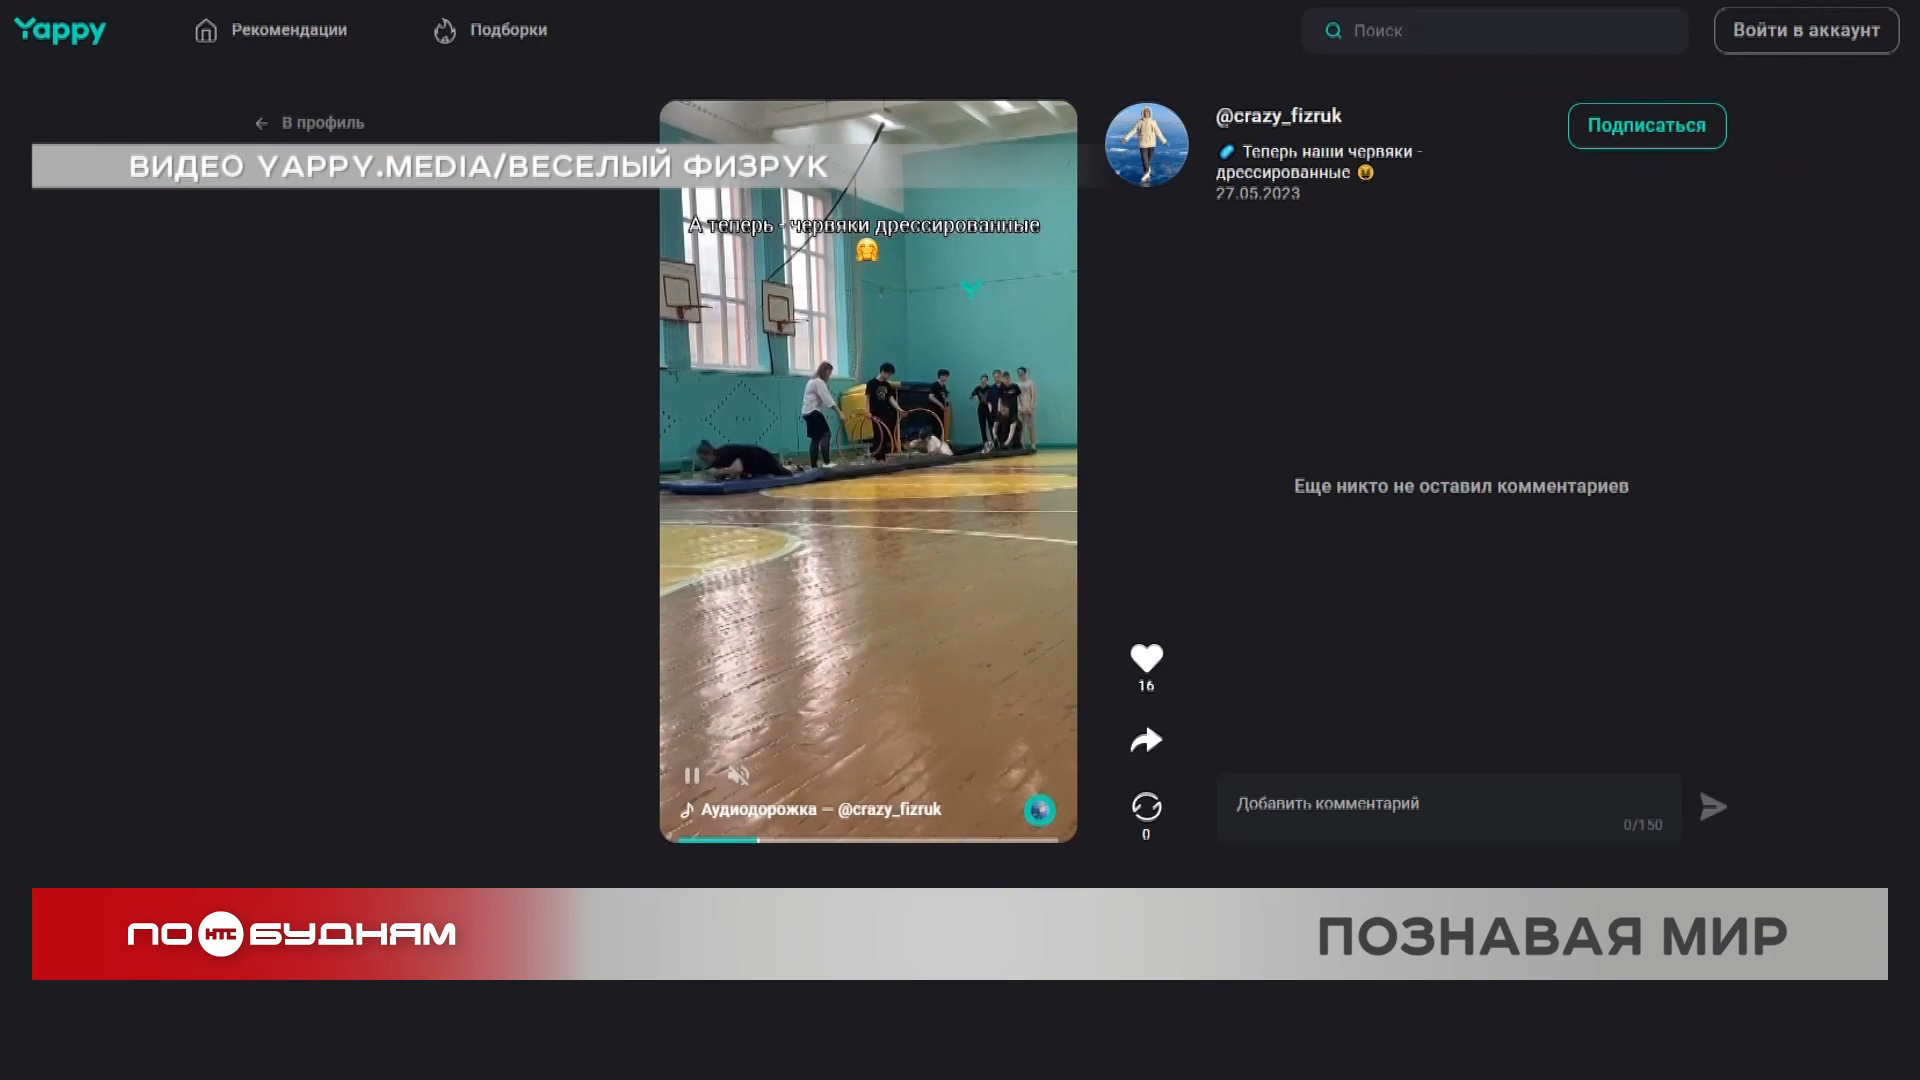 Yappy
Рекомендации
Подборки
Поиск
Войти в аккаунт
В профиль
ВИДЕО YAPPY.MEDIA/ВЕСЕЛЫЙ ФИЗРУК
А теперь - червяки дрессированные
🤗
@crazy_fizruk
Подписаться
Теперь наши червяки -
дрессированные 😆
27.05.2023
Еще никто не оставил комментариев
16
0
Аудиодорожка — @crazy_fizruk
Добавить комментарий
0/150
ПО НТС БУДНЯМ
ПОЗНАВАЯ МИР